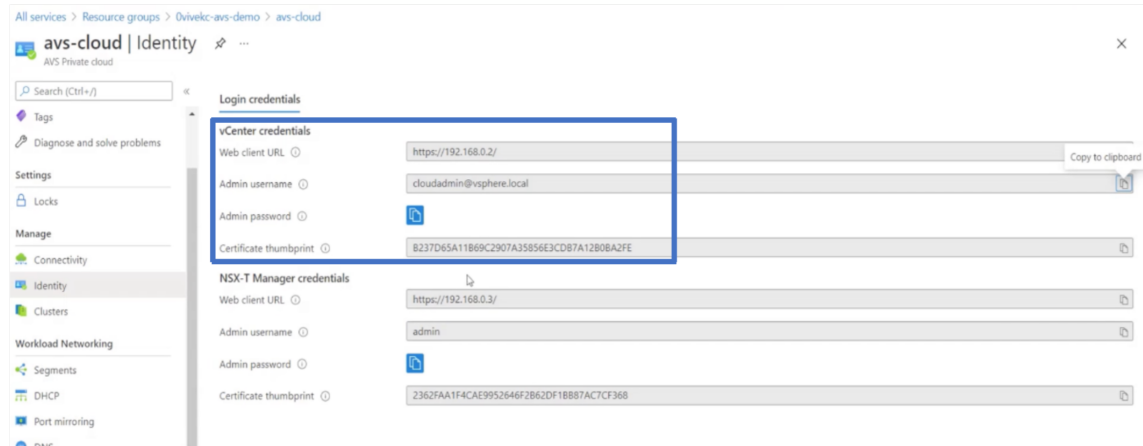 All services > Resource groups > 0vivekc-avs-demo > avs-cloud
avs-cloud | Identity
AVS Private cloud
Search (Ctrl+/)
Tags
Diagnose and solve problems
Settings
Locks
Manage
Connectivity
Identity
Clusters
Workload Networking
Segments
DHCP
Port mirroring
DNS
Login credentials
vCenter credentials
Web client URL
https://192.168.0.2/
Copy to clipboard
Admin username
cloudadmin@vsphere.local
Admin password
Certificate thumbprint
B237D65A11B69C2907A35856E3CDB7A12B0BA2FE
NSX-T Manager credentials
Web client URL
https://192.168.0.3/
Admin username
admin
Admin password
Certificate thumbprint
2362FAA1F4CAE9952646F2B62DF1BB87AC7CF368